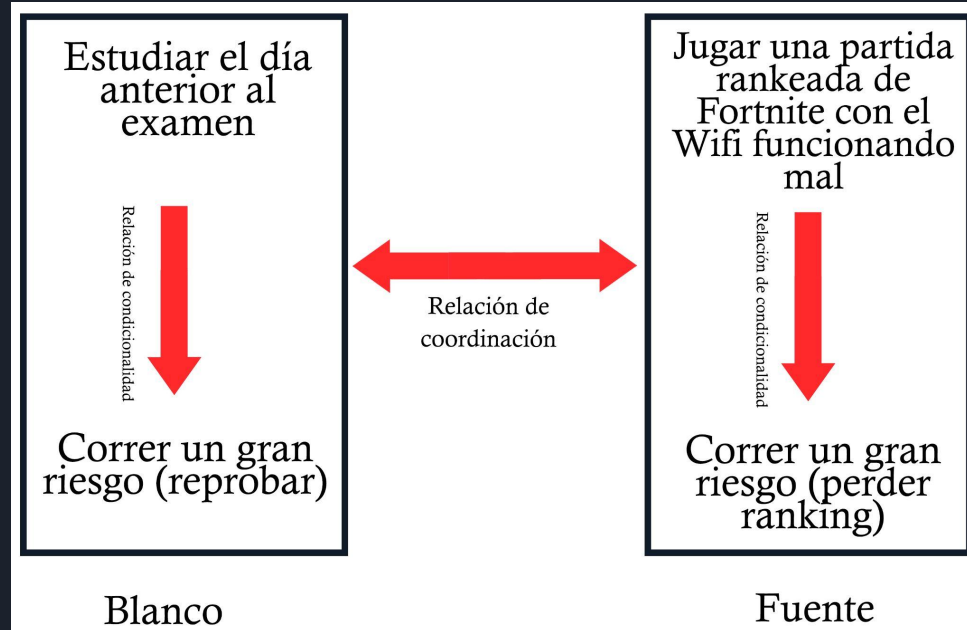 Estudiar el día
anterior al
examen
Relación de condicionalidad
Correr un gran
riesgo (reprobar)
Blanco
Relación de
coordinación
Jugar una partida
rankeada de
Fortnite con el
Wifi funcionando
mal
Relación de condicionalidad
Correr un gran
riesgo (perder
ranking)
Fuente